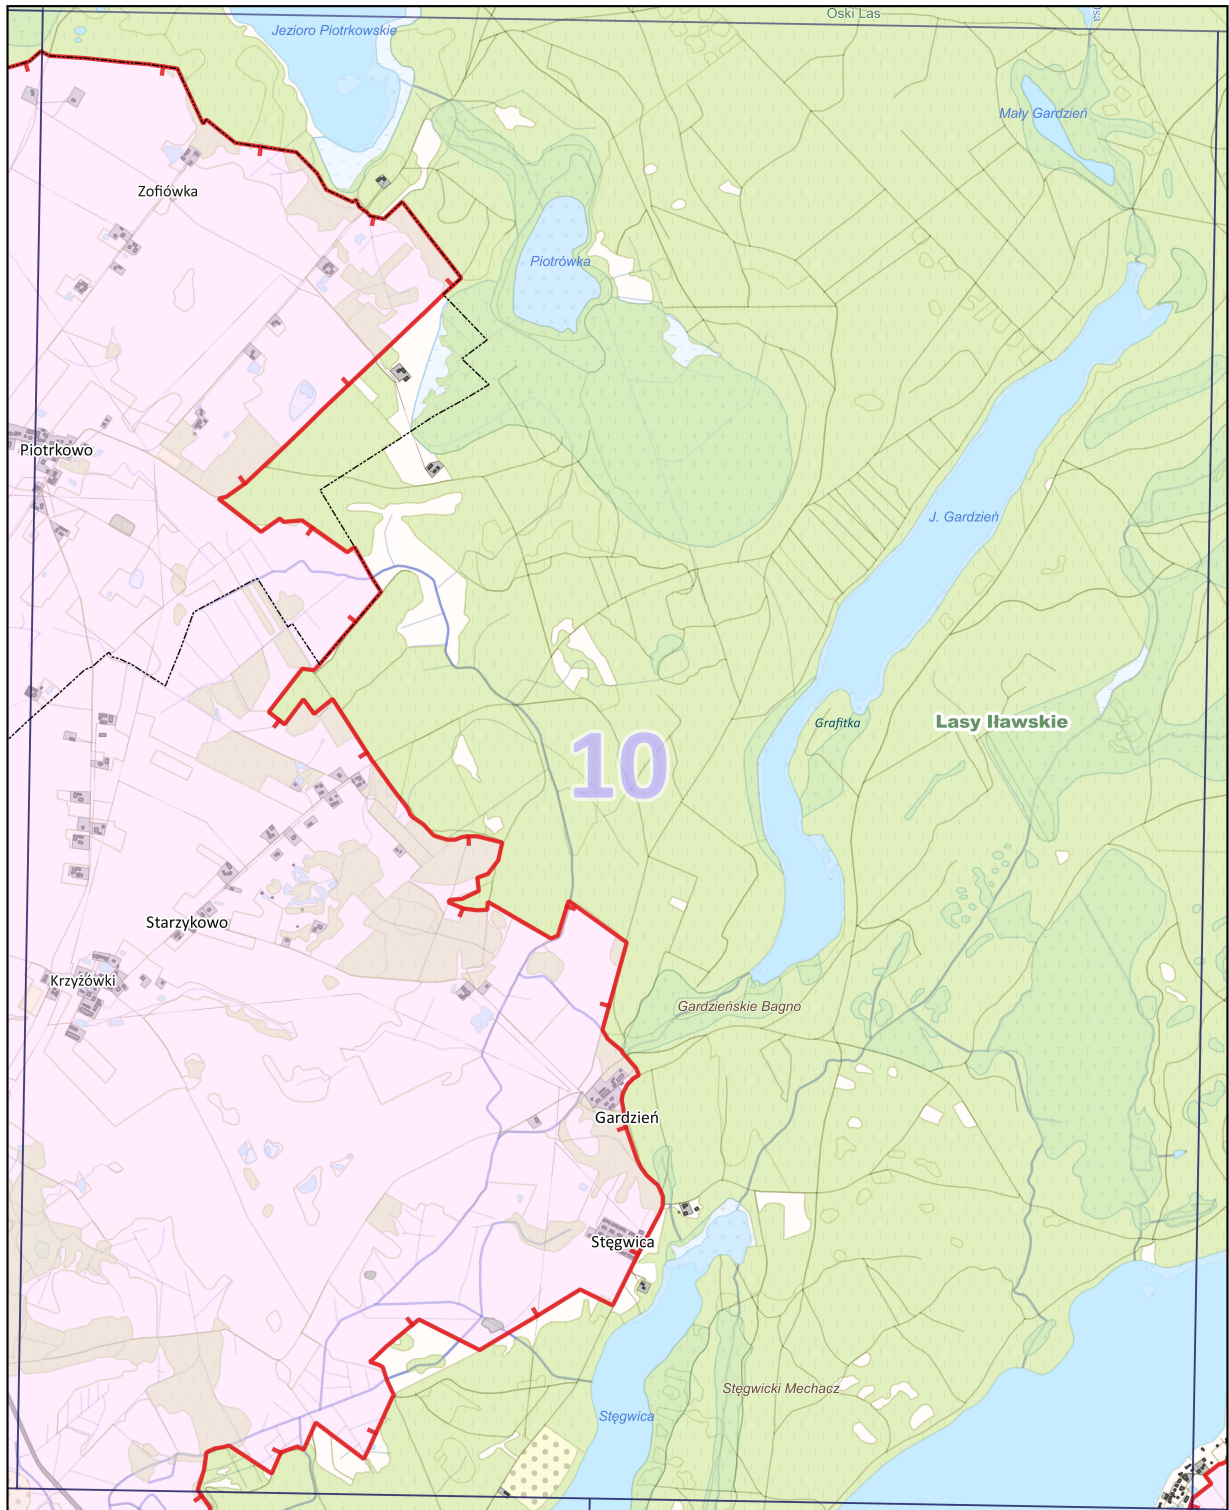 Oski Las
Jezioro Piotrkowskie
Mały Gardzień
Zofiówka
Piotrówka
Piotrkowo
J. Gardzień
Grafitka
Lasy Iławskie
10
Starzykowo
Krzyżówki
Gardzieńskie Bagno
Gardzień
Stęgwica
Stęgwicki Mechacz
Stęgwica